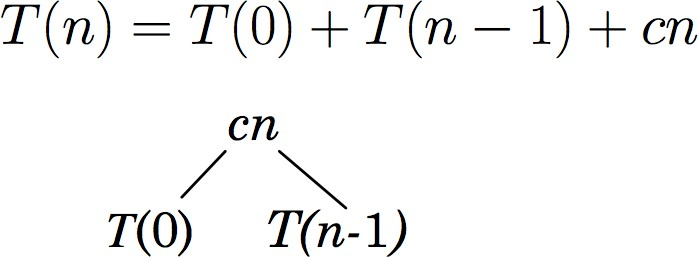 T(n) = T(0) + T(n − 1) + cn
cn
T(0) T(n-1)